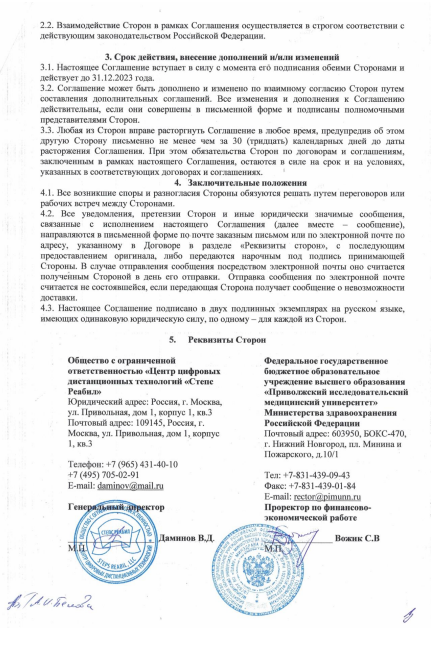 2.2. Взаимодействие Сторон в рамках Соглашения осуществляется в строгом соответствии с
действующим законодательством Российской Федерации.
3. Срок действия, внесение дополнений и/или изменений
3.1. Настоящее Соглашение вступает в силу с момента его подписания обеими Сторонами и
действует до 31.12.2023 года.
3.2. Соглашение может быть дополнено и изменено по взаимному согласию Сторон путем
составления дополнительных соглашений. Все изменения и дополнения к Соглашению
действительны, если они совершены в письменной форме и подписаны полномочными
представителями Сторон.
3.3. Любая из Сторон вправе расторгнуть Соглашение в любое время, предупредив об этом
другую Сторону письменно не менее чем за 30 (тридцать) календарных дней до даты
расторжения Соглашения. При этом обязательства Сторон по договорам и соглашениям,
заключенным в рамках настоящего Соглашения, остаются в силе на срок и на условиях,
указанных в соответствующих договорах и соглашениях.
4. Заключительные положения
4.1. Все возникшие споры и разногласия Стороны обязуются решать путем переговоров или
рабочих встреч между Сторонами.
4.2. Все уведомления, претензии Сторон и иные юридически значимые сообщения,
связанные с исполнением настоящего Соглашения (далее вместе – сообщение),
направляются в письменной форме по почте заказным письмом или по электронной почте по
адресу, указанному в Договоре в разделе «Реквизиты сторон», с последующим
предоставлением оригинала, либо передаются нарочным под подпись принимающей
Стороны. В случае отправления сообщения посредством электронной почты оно считается
полученным Стороной в день его отправки. Отправка сообщения по электронной почте
считается не состоявшейся, если передающая Сторона получает сообщение о невозможности
доставки.
4.3. Настоящее Соглашение подписано в двух подлинных экземплярах на русском языке,
имеющих одинаковую юридическую силу, по одному – для каждой из Сторон.
5. Реквизиты Сторон
Общество с ограниченной
ответственностью «Центр цифровых
дистанционных технологий «Степс
Реабил»
Юридический адрес: Россия, г. Москва,
ул. Привольная, дом 1, корпус 1, кв.3
Почтовый адрес: 109145, Россия, г.
Москва, ул. Привольная, дом 1, корпус
1, кв.3
Телефон: +7 (965) 431-40-10
+7 (495) 705-02-91
E-mail: daminov@mail.ru
Генеральный директор
Даминов В.Д.
М.П.
Федеральное государственное
бюджетное образовательное
учреждение высшего образования
«Приволжский исследовательский
медицинский университет»
Министерства здравоохранения
Российской Федерации
Почтовый адрес: 603950, БОКС-470,
г. Нижний Новгород, пл. Минина и
Пожарского, д.10/1
Тел: +7-831-439-09-43
Факс: +7-831-439-01-84
E-mail: rector@pimunn.ru
Проректор по финансово-
экономической работе
Вожик С.В
М.П.
СТЕПС РЕАБИЛ
STEPS REABIL, LLC